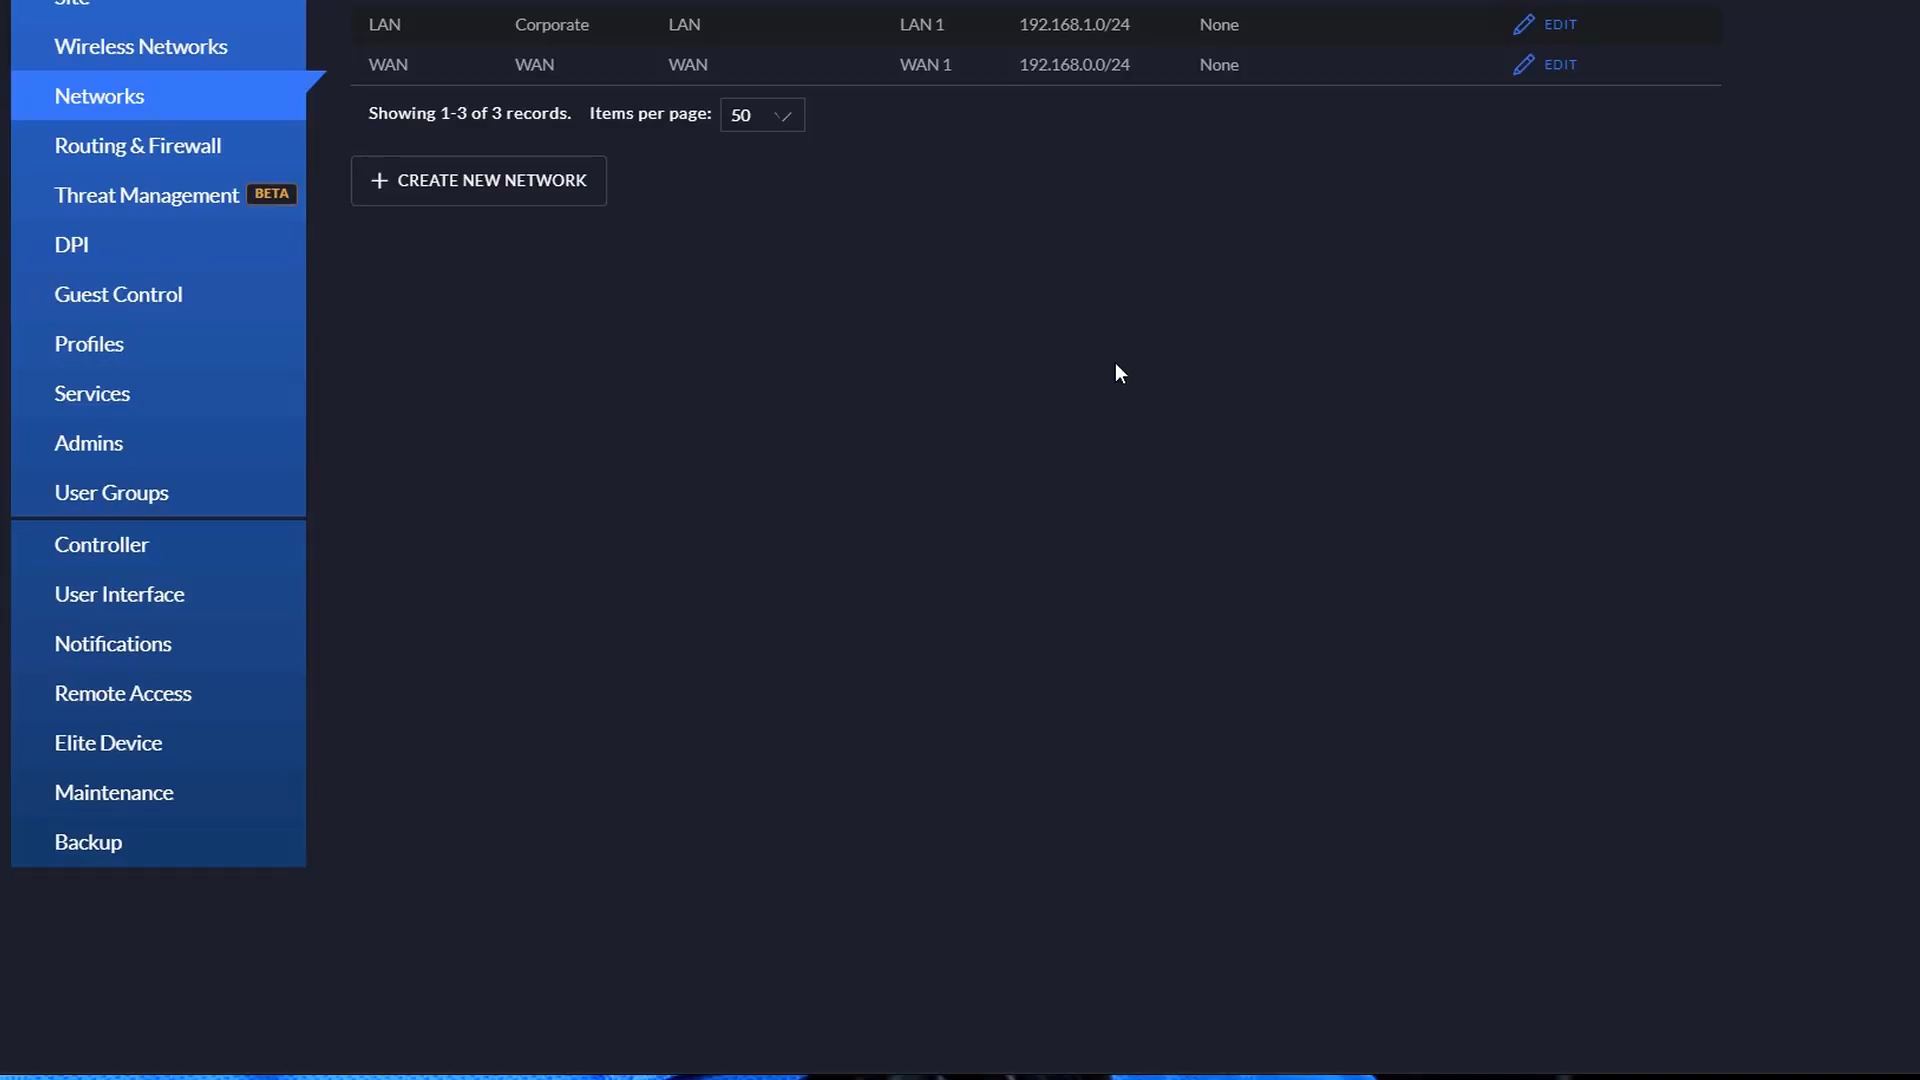 Site
Wireless Networks
Networks
Routing & Firewall
Threat Management BETA
DPI
Guest Control
Profiles
Services
Admins
User Groups
Controller
User Interface
Notifications
Remote Access
Elite Device
Maintenance
Backup
LAN Corporate LAN LAN 1 192.168.1.0/24 None EDIT
WAN WAN WAN WAN 1 192.168.0.0/24 None EDIT
Showing 1-3 of 3 records. Items per page: 50
CREATE NEW NETWORK